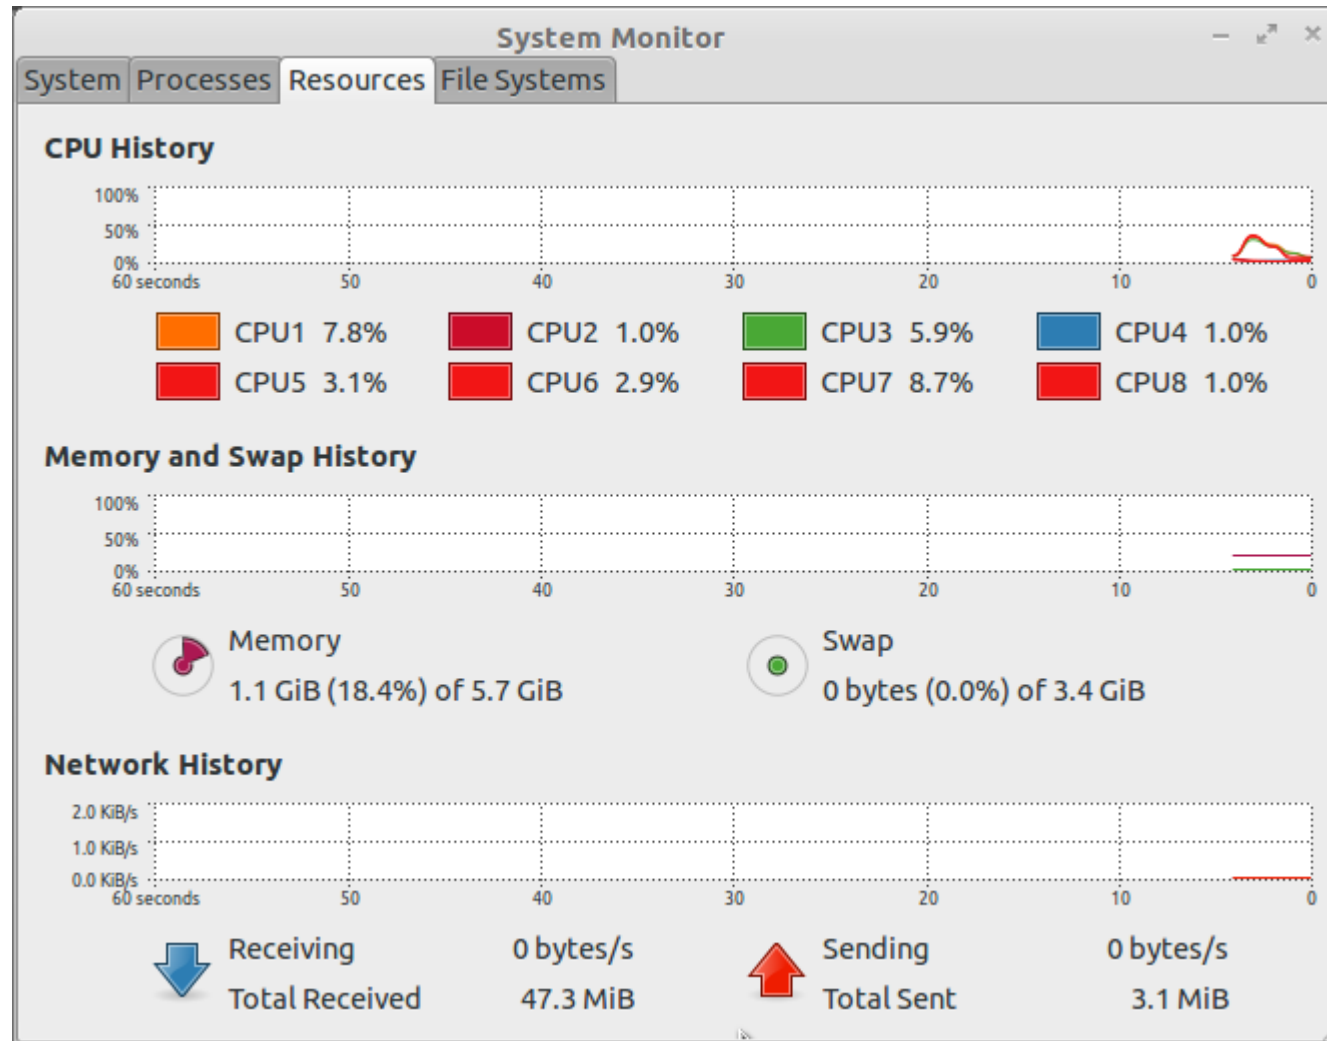 System Monitor
System Processes Resources File Systems
CPU History
100%
50%
0%
60 seconds 50 40 30 20 10 0
CPU1 7.8% CPU2 1.0% CPU3 5.9% CPU4 1.0%
CPU5 3.1% CPU6 2.9% CPU7 8.7% CPU8 1.0%
Memory and Swap History
100%
50%
0%
60 seconds 50 40 30 20 10 0
Memory Swap
1.1 GiB (18.4%) of 5.7 GiB 0 bytes (0.0%) of 3.4 GiB
Network History
2.0 KiB/s
1.0 KiB/s
0.0 KiB/s
60 seconds 50 40 30 20 10 0
Receiving 0 bytes/s Sending 0 bytes/s
Total Received 47.3 MiB Total Sent 3.1 MiB